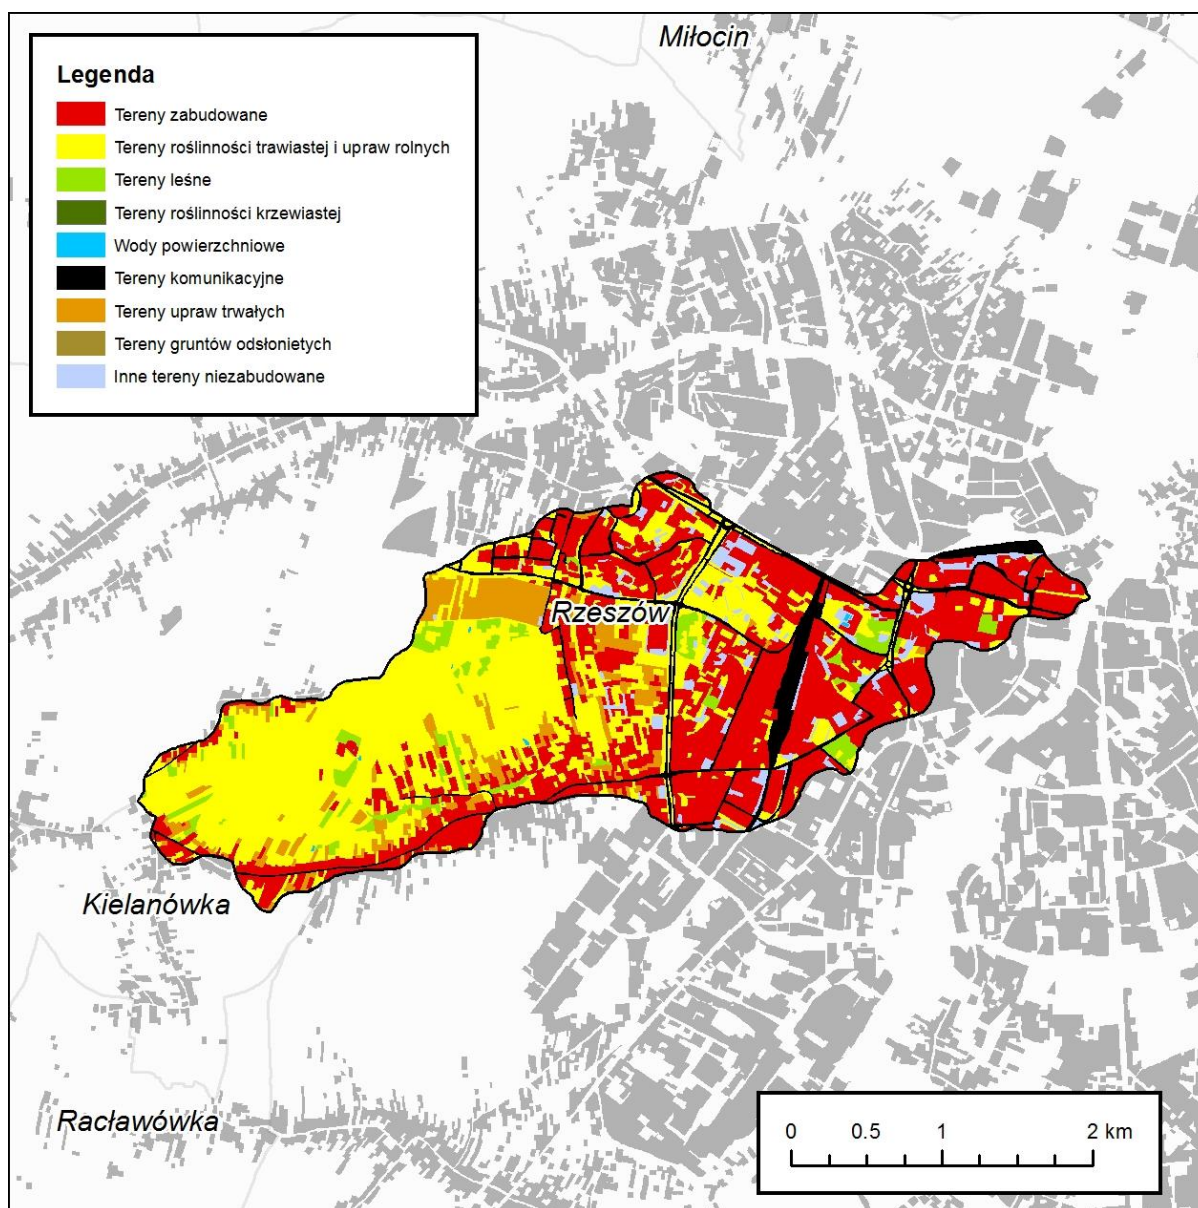 Miłocin
Legenda
Tereny zabudowane
Tereny roślinności trawiastej i upraw rolnych
Tereny leśne
Tereny roślinności krzewiastej
Wody powierzchniowe
Tereny komunikacyjne
Tereny upraw trwałych
Tereny gruntów odsłonietych
Inne tereny niezabudowane
Rzeszów
Kielanówka
Racławówka
0 0.5 1 2 km